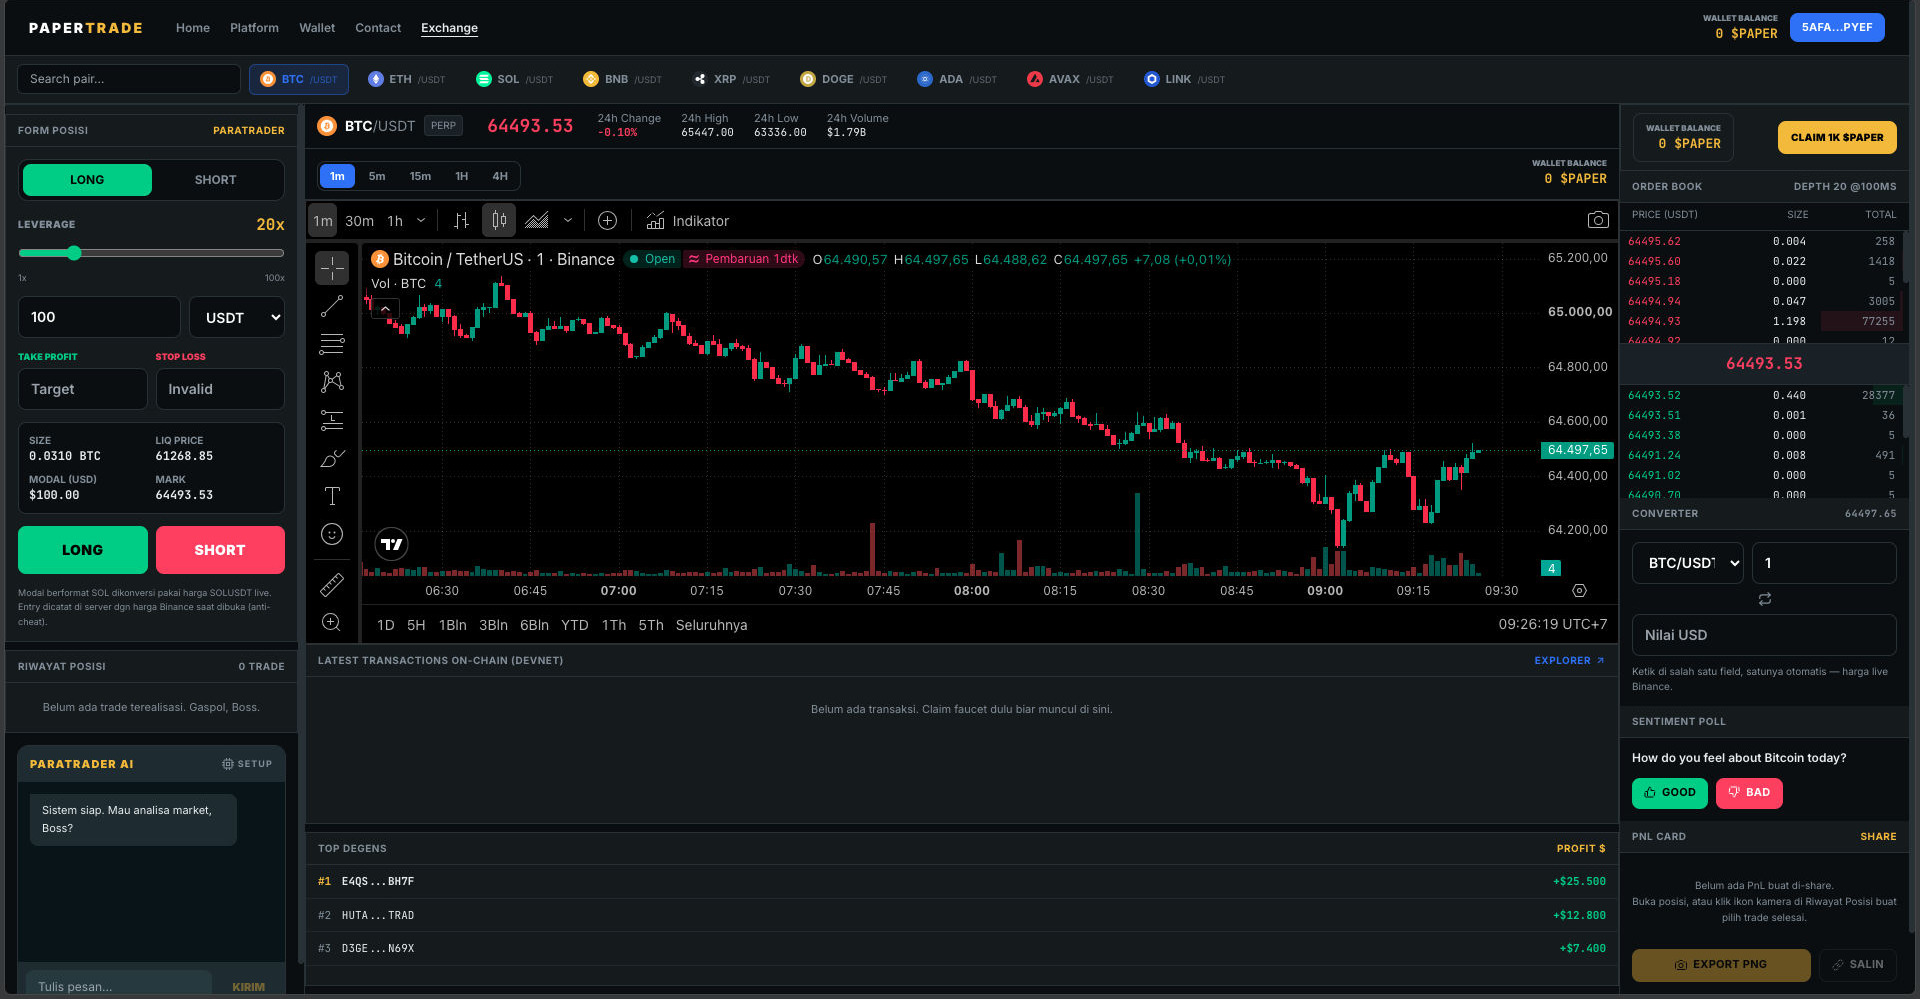 PAPERTRADE
Home Platform Wallet Contact Exchange
WALLET BALANCE
0 $PAPER
5AFA...PYEF
Search pair...
BTC /USDT
ETH /USDT
SOL /USDT
BNB /USDT
XRP /USDT
DOGE /USDT
ADA /USDT
AVAX /USDT
LINK /USDT
FORM POSISI PARATRADER
LONG SHORT
LEVERAGE 20x
1x 100x
100 USDT
TAKE PROFIT STOP LOSS
Target Invalid
SIZE LIQ PRICE
0.0310 BTC 61268.85
MODAL (USD) MARK
$100.00 64493.53
LONG SHORT
Modal berformat SOL dikonversi pakai harga SOLUSDT live.
Entry dicatat di server dgn harga Binance saat dibuka (anti-
cheat).
RIWAYAT POSISI 0 TRADE
Belum ada trade terealisasi. Gaspol, Boss.
PARATRADER AI SETUP
Sistem siap. Mau analisa market,
Boss?
Tulis pesan... KIRIM
BTC/USDT PERP 64493.53
24h Change 24h High 24h Low 24h Volume
-0.10% 65447.00 63336.00 $1.79B
1m 5m 15m 1H 4H
WALLET BALANCE
0 $PAPER
1m 30m 1h Indikator
Bitcoin / TetherUS · 1 · Binance Open Pembaruan 1dtk O64.490,57 H64.497,65 L64.488,62 C64.497,65 +7,08 (+0,01%)
Vol · BTC 4
65.200,00
65.000,00
64.800,00
64.600,00
64.497,65
64.400,00
64.200,00
4
06:30 06:45 07:00 07:15 07:30 07:45 08:00 08:15 08:30 08:45 09:00 09:15 09:30
1D 5H 1Bln 3Bln 6Bln YTD 1Th 5Th Seluruhnya 09:26:19 UTC+7
LATEST TRANSACTIONS ON-CHAIN (DEVNET) EXPLORER
Belum ada transaksi. Claim faucet dulu biar muncul di sini.
TOP DEGENS PROFIT $
#1 E4QS...BH7F +$25.500
#2 HUTA...TRAD +$12.800
#3 D3GE...N69X +$7.400
WALLET BALANCE
0 $PAPER
CLAIM 1K $PAPER
ORDER BOOK DEPTH 20 @100MS
PRICE (USDT) SIZE TOTAL
64495.62 0.004 258
64495.60 0.022 1418
64495.18 0.000 5
64494.94 0.047 3005
64494.93 1.198 77255
64494.92 0.000 12
64493.53
64493.52 0.440 28377
64493.51 0.001 36
64493.38 0.000 5
64491.24 0.008 491
64491.02 0.000 5
64490.70 0.000 5
CONVERTER 64497.65
BTC/USDT 1
Nilai USD
Ketik di salah satu field, satunya otomatis — harga live
Binance.
SENTIMENT POLL
How do you feel about Bitcoin today?
GOOD BAD
PNL CARD SHARE
Belum ada PnL buat di-share.
Buka posisi, atau klik ikon kamera di Riwayat Posisi buat
pilih trade selesai.
EXPORT PNG SALIN